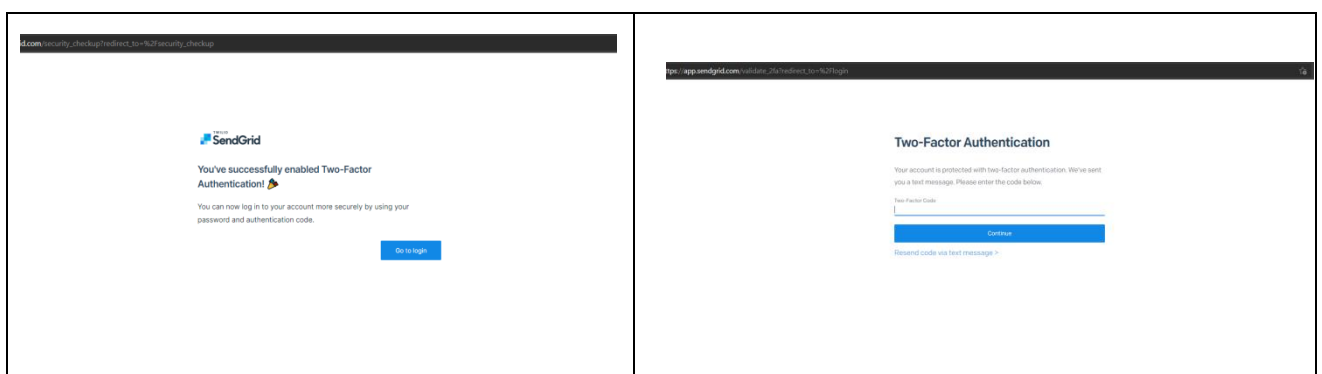 id.com/security_checkup?redirect_to=%2Fsecurity_checkup
TWILIO
SendGrid
You've successfully enabled Two-Factor
Authentication! 🎉
You can now log in to your account more securely by using your
password and authentication code.
Go to login
ttps://app.sendgrid.com/validate_2fa?redirect_to=%2Flogin
Two-Factor Authentication
Your account is protected with two-factor authentication. We've sent
you a text message. Please enter the code below.
Two-Factor Code
Continue
Resend code via text message >